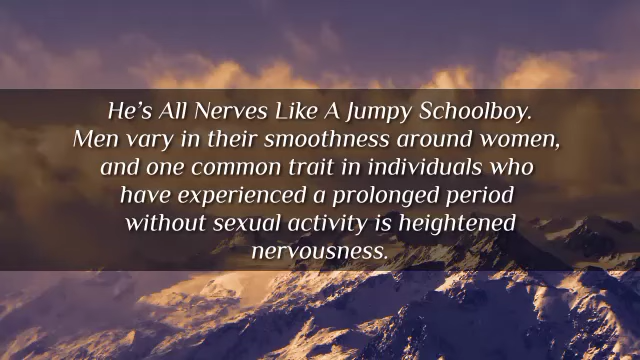 He’s All Nerves Like A Jumpy Schoolboy.
Men vary in their smoothness around women,
and one common trait in individuals who
have experienced a prolonged period
without sexual activity is heightened
nervousness.